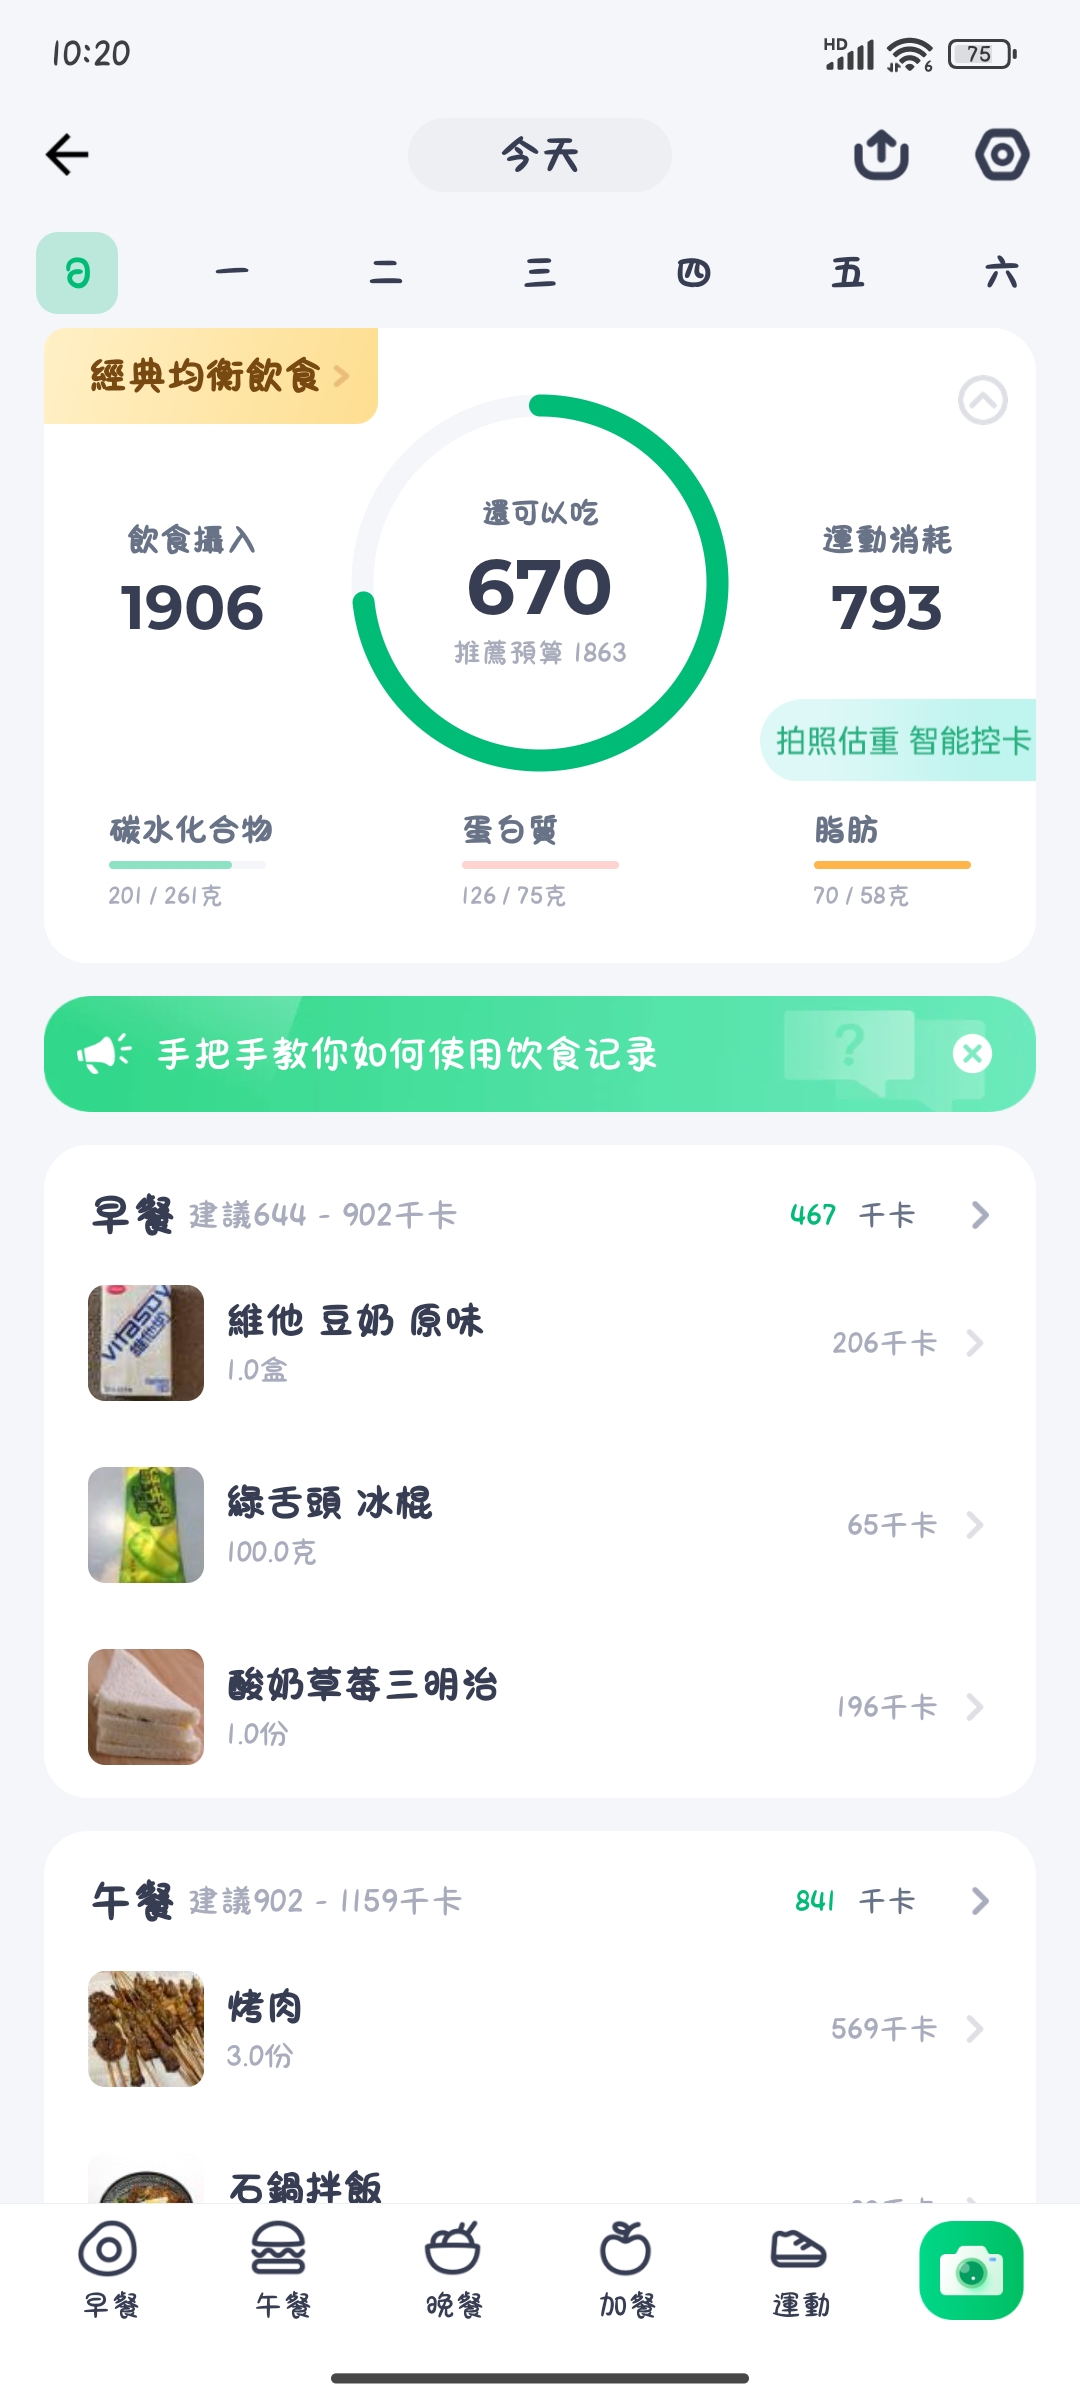 10:20
HD
6
75
今天
日 一 二 三 四 五 六
經典均衡飲食
飲食攝入
1906
還可以吃
670
推薦預算 1863
運動消耗
793
拍照估重 智能控卡
碳水化合物
201 / 261克
蛋白質
126 / 75克
脂肪
70 / 58克
手把手教你如何使用饮食记录
?
早餐 建議644 - 902千卡
467 千卡
vitasoy
維他奶
維他 豆奶 原味
1.0盒
206千卡
綠舌頭 冰棍
100.0克
65千卡
酸奶草莓三明治
1.0份
196千卡
午餐 建議902 - 1159千卡
841 千卡
烤肉
3.0份
569千卡
石鍋拌飯
早餐
午餐
晚餐
加餐
運動